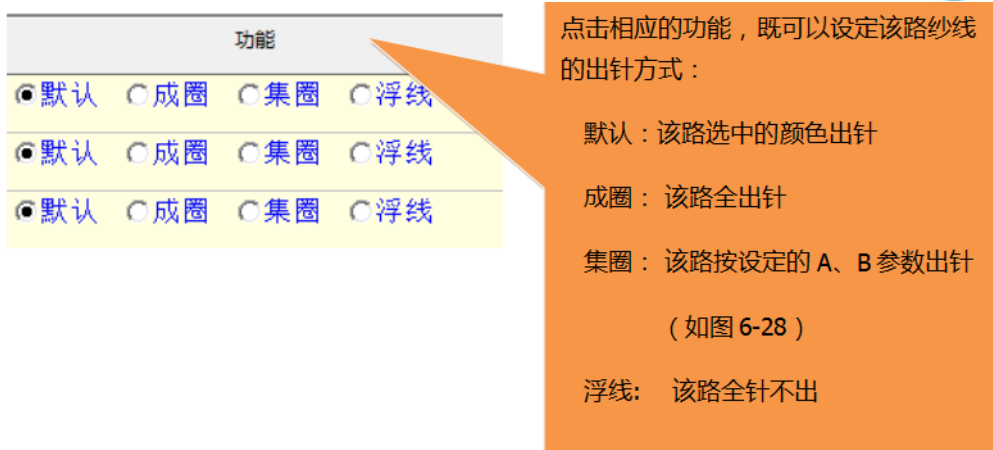 功能
默认 成圈 集圈 浮线
默认 成圈 集圈 浮线
默认 成圈 集圈 浮线
点击相应的功能，既可以设定该路纱线
的出针方式：
默认：该路选中的颜色出针
成圈： 该路全出针
集圈： 该路按设定的 A、B 参数出针
（如图 6-28）
浮线: 该路全针不出